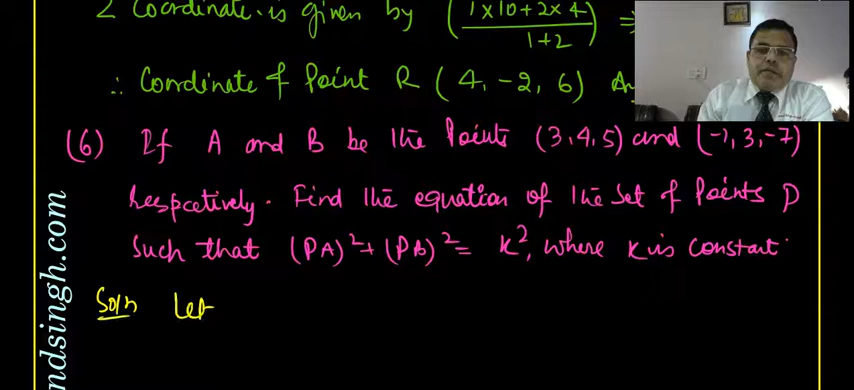 Z Coordinate is given by (1×10+2×4 / 1+2) ⇒
∴ Coordinate of Point R (4, -2, 6) An
(6) If A and B be the Points (3,4,5) and (-1,3,-7)
respectively. Find the equation of the set of points P
such that (PA)²+(PB)² = K², where K is constant.
Soln Let
ndsingh.com